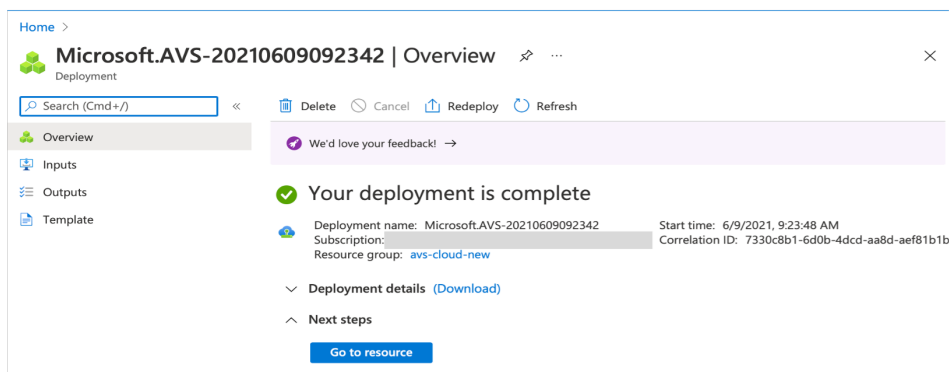 Home >
Microsoft.AVS-20210609092342 | Overview ...
Deployment
Search (Cmd+/) «
Delete Cancel Redeploy Refresh
Overview
We'd love your feedback! →
Inputs
Your deployment is complete
Outputs
Template
Deployment name: Microsoft.AVS-20210609092342 Start time: 6/9/2021, 9:23:48 AM
Subscription: Correlation ID: 7330c8b1-6d0b-4dcd-aa8d-aef81b1b
Resource group: avs-cloud-new
Deployment details (Download)
Next steps
Go to resource